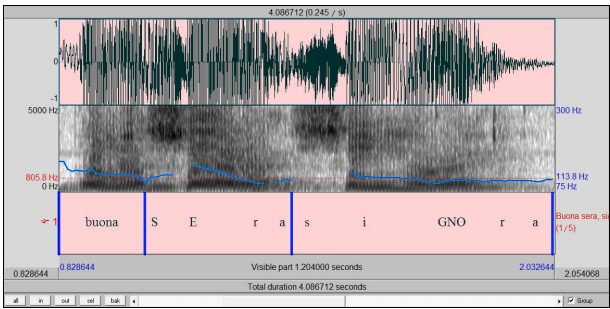 4.086712 (0.245 / s)
1
0
-1
5000 Hz
300 Hz
805.8 Hz
113.8 Hz
0 Hz
75 Hz
1
buona
S E r a
s i GNO r a
Buona sera, si
(1/5)
0.828644
0.828644
Visible part 1.204000 seconds
2.032644
2.054068
Total duration 4.086712 seconds
all in out sel bak
Group